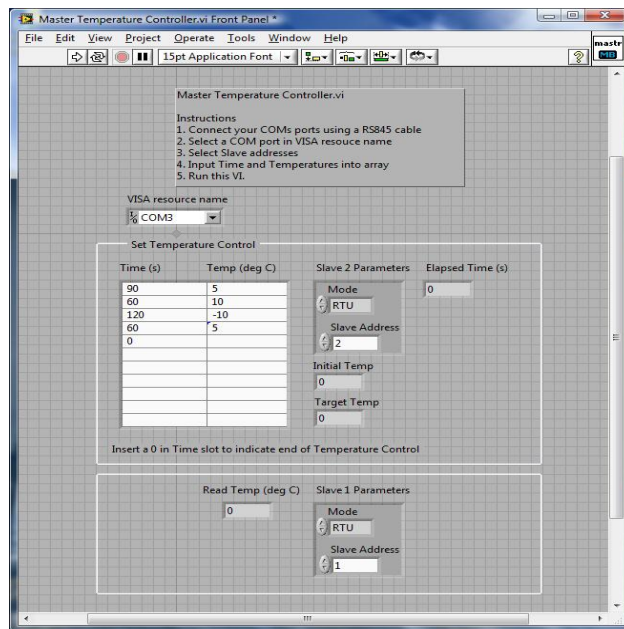 Master Temperature Controller.vi Front Panel *
File Edit View Project Operate Tools Window Help
15pt Application Font
mastr
MB
Master Temperature Controller.vi
Instructions
1. Connect your COMs ports using a RS845 cable
2. Select a COM port in VISA resouce name
3. Select Slave addresses
4. Input Time and Temperatures into array
5. Run this VI.
VISA resource name
COM3
Set Temperature Control
Time (s) Temp (deg C) Slave 2 Parameters Elapsed Time (s)
90 5 Mode 0
60 10 RTU
120 -10
60 5 Slave Address
0 2
Initial Temp
0
Target Temp
0
Insert a 0 in Time slot to indicate end of Temperature Control
Read Temp (deg C) Slave 1 Parameters
0 Mode
RTU
Slave Address
1